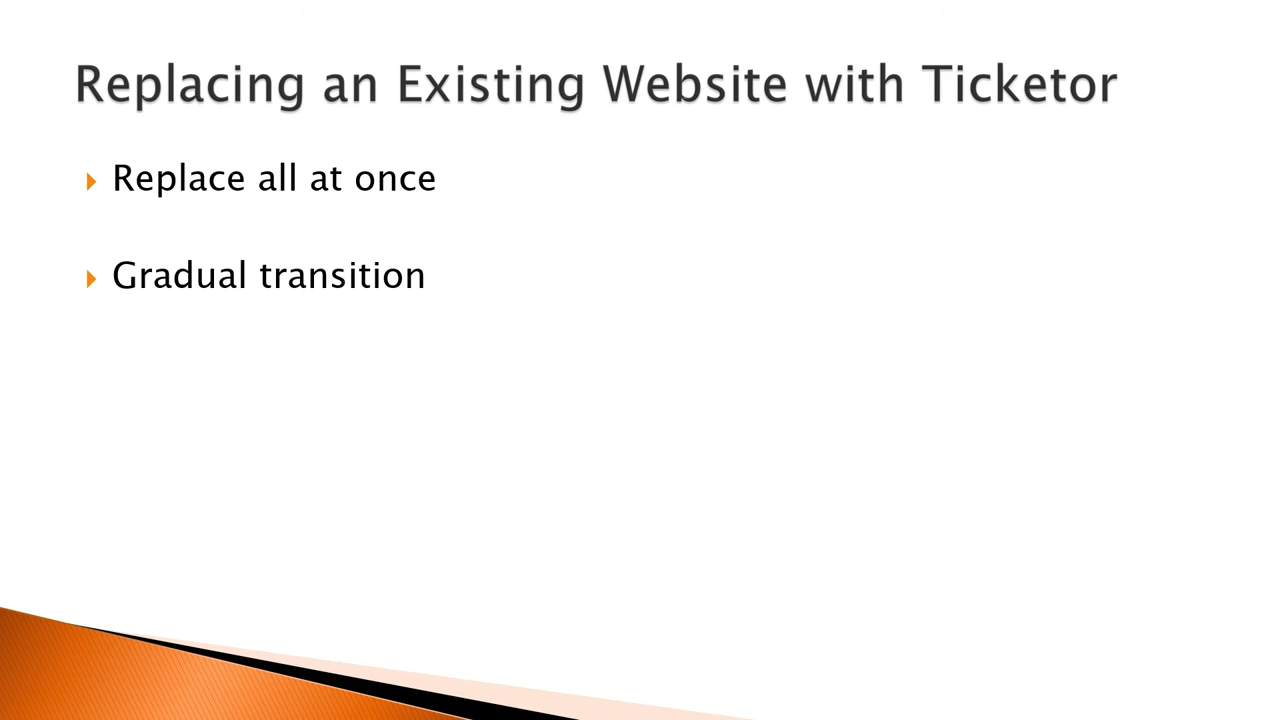 Replacing an Existing Website with Ticketor
Replace all at once
Gradual transition